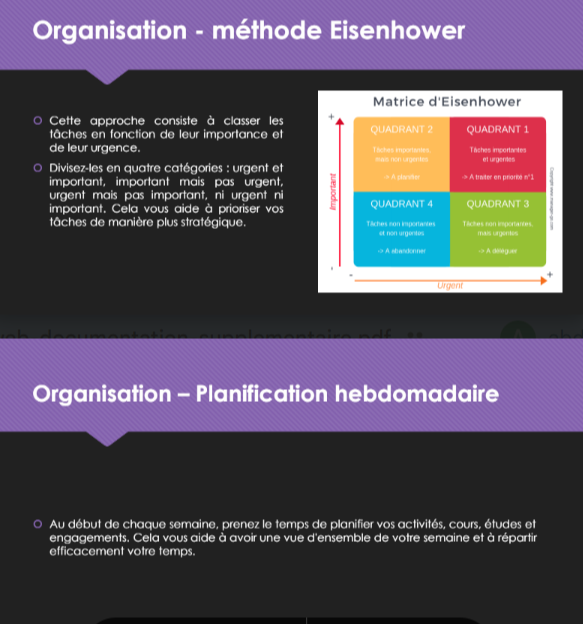 Organisation - méthode Eisenhower
Cette approche consiste à classer les
tâches en fonction de leur importance et
de leur urgence.
Divisez-les en quatre catégories : urgent et
important, important mais pas urgent,
urgent mais pas important, ni urgent ni
important. Cela vous aide à prioriser vos
tâches de manière plus stratégique.
Matrice d'Eisenhower
+
Important
-
QUADRANT 2
Tâches importantes,
mais non urgentes
-> A planifier
QUADRANT 1
Tâches importantes
et urgentes
-> A traiter en priorité n°1
QUADRANT 4
Tâches non importantes
et non urgentes
-> A abandonner
QUADRANT 3
Tâches non importantes,
mais urgentes
-> A déléguer
-
Urgent
+
Organisation – Planification hebdomadaire
Au début de chaque semaine, prenez le temps de planifier vos activités, cours, études et
engagements. Cela vous aide à avoir une vue d'ensemble de votre semaine et à répartir
efficacement votre temps.